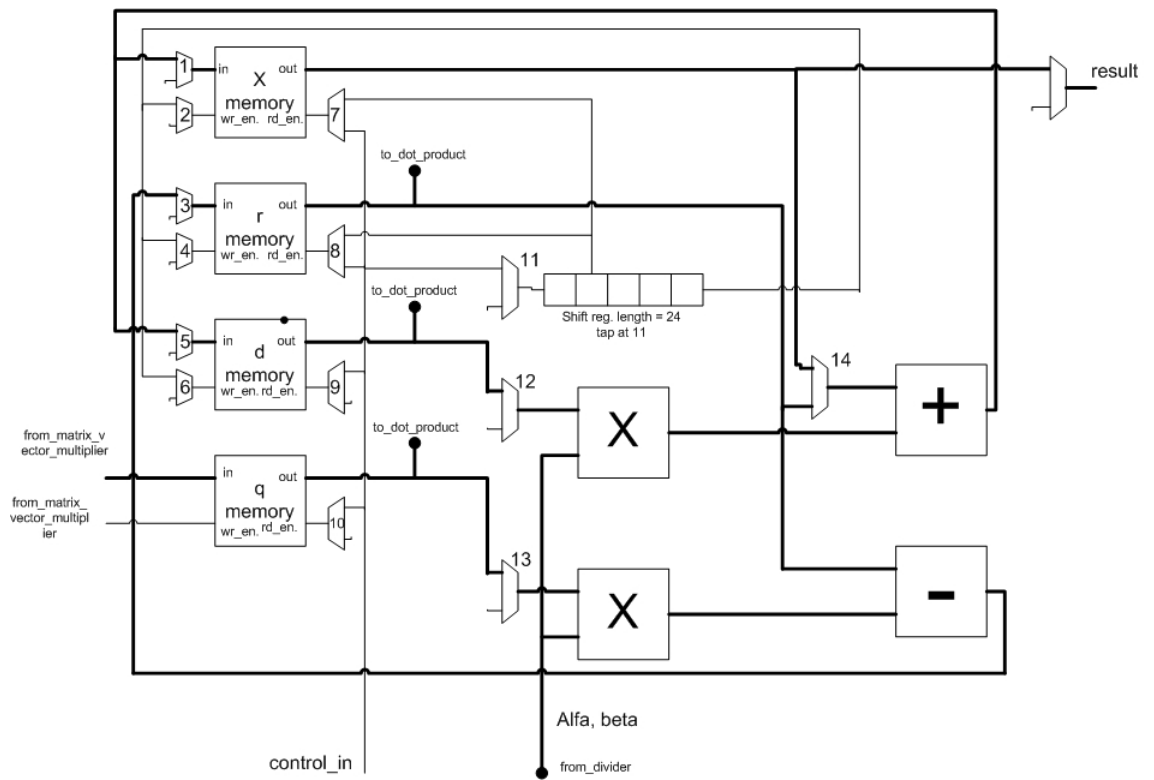 result
1
in
out
X
memory
wr_en.
rd_en.
2
7
to_dot_product
3
in
out
r
memory
wr_en.
rd_en.
4
8
11
to_dot_product
Shift reg. length = 24
tap at 11
5
in
out
d
memory
wr_en.
rd_en.
6
9
12
14
X
+
to_dot_product
from_matrix_v
ector_multiplier
in
out
q
memory
wr_en.
rd_en.
10
from_matrix_
vector_multipl
ier
13
X
-
Alfa, beta
control_in
from_divider